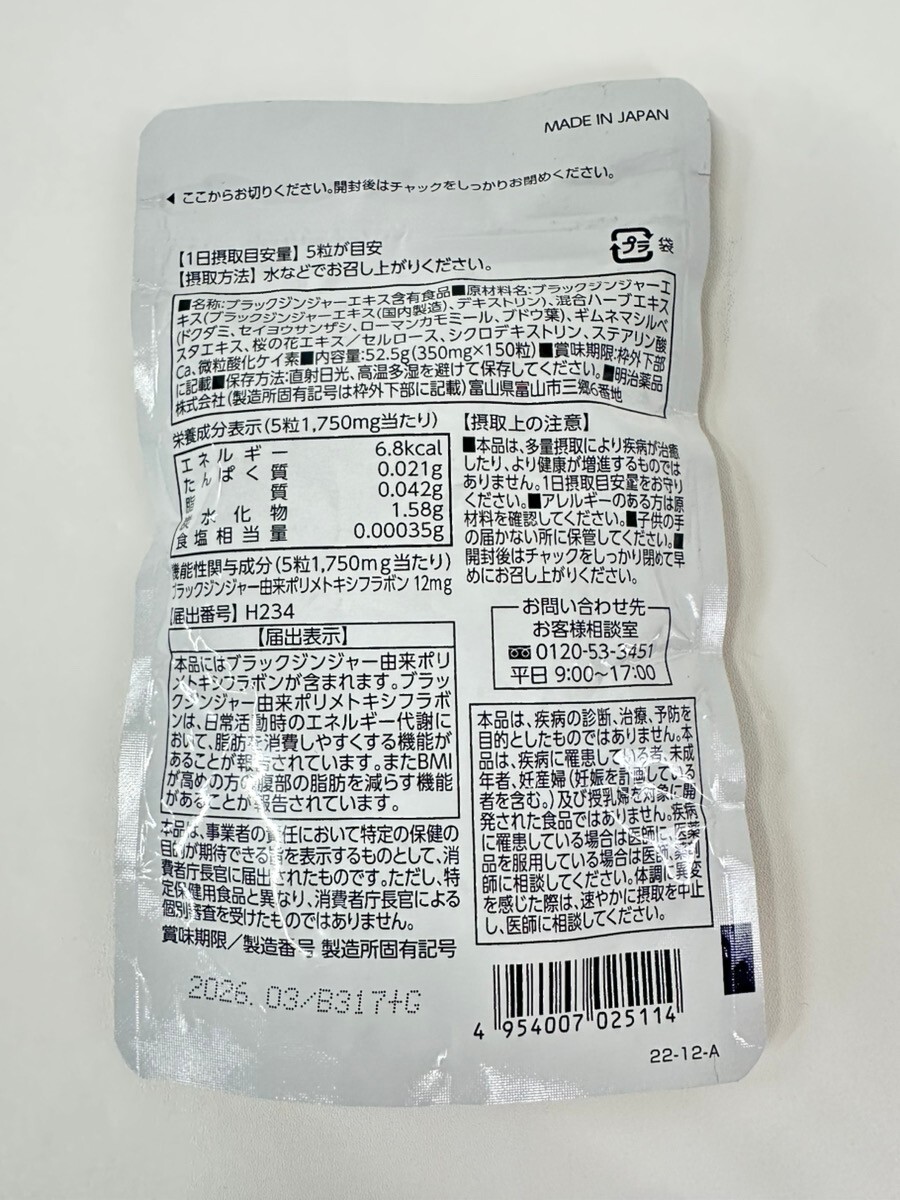 MADE IN JAPAN
◀ ここからお切りください。開封後はチャックをしっかりお閉めください。
【1日摂取目安量】5粒が目安
【摂取方法】水などでお召し上がりください。
プラ 袋
■名称:ブラックジンジャーエキス含有食品■原材料名:ブラックジンジャーエ
キス(ブラックジンジャーエキス(国内製造)、デキストリン)、混合ハーブエキス
(ドクダミ、セイヨウサンザシ、ローマンカモミール、ブドウ葉)、ギムネマシルベ
スタエキス、桜の花エキス/セルロース、シクロデキストリン、ステアリン酸
Ca、微粒酸化ケイ素■内容量:52.5g(350mg×150粒)■賞味期限:枠外下部
に記載■保存方法:直射日光、高温多湿を避けて保存してください。■明治薬品
株式会社(製造所固有記号は枠外下部に記載)富山県富山市三郷6番地
栄養成分表示(5粒1,750mg当たり)
エネルギー 6.8kcal
たんぱく質 0.021g
脂質 0.042g
炭水化物 1.58g
食塩相当量 0.00035g
機能性関与成分(5粒1,750mg当たり)
ブラックジンジャー由来ポリメトキシフラボン 12mg
【届出番号】H234
【届出表示】
本品にはブラックジンジャー由来ポリ
メトキシフラボンが含まれます。ブラッ
クジンジャー由来ポリメトキシフラボ
ンは、日常活動時のエネルギー代謝に
おいて、脂肪を消費しやすくする機能が
あることが報告されています。またBMI
が高めの方の腹部の脂肪を減らす機能
があることが報告されています。
本品は、事業者の責任において特定の保健の
目的が期待できる旨を表示するものとして、消
費者庁長官に届出されたものです。ただし、特
定保健用食品と異なり、消費者庁長官による
個別審査を受けたものではありません。
賞味期限/製造番号 製造所固有記号
2026.03/B317+G
【摂取上の注意】
■本品は、多量摂取により疾病が治癒
したり、より健康が増進するものでは
ありません。1日摂取目安量をお守り
ください。■アレルギーのある方は原
材料を確認してください。■子供の手
の届かない所に保管してください。■
開封後はチャックをしっかり閉めて早
めにお召し上がりください。
お問い合わせ先
お客様相談室
0120-53-3451
平日 9:00～17:00
本品は、疾病の診断、治療、予防を
目的としたものではありません。本
品は、疾病に罹患している者、未成
年者、妊産婦(妊娠を計画している
者を含む。)及び授乳婦を対象に開
発された食品ではありません。疾病
に罹患している場合は医師に、医薬
品を服用している場合は医師、薬剤
師に相談してください。体調に異変
を感じた際は、速やかに摂取を中止
し、医師に相談してください。
4 954007 025114
22-12-A